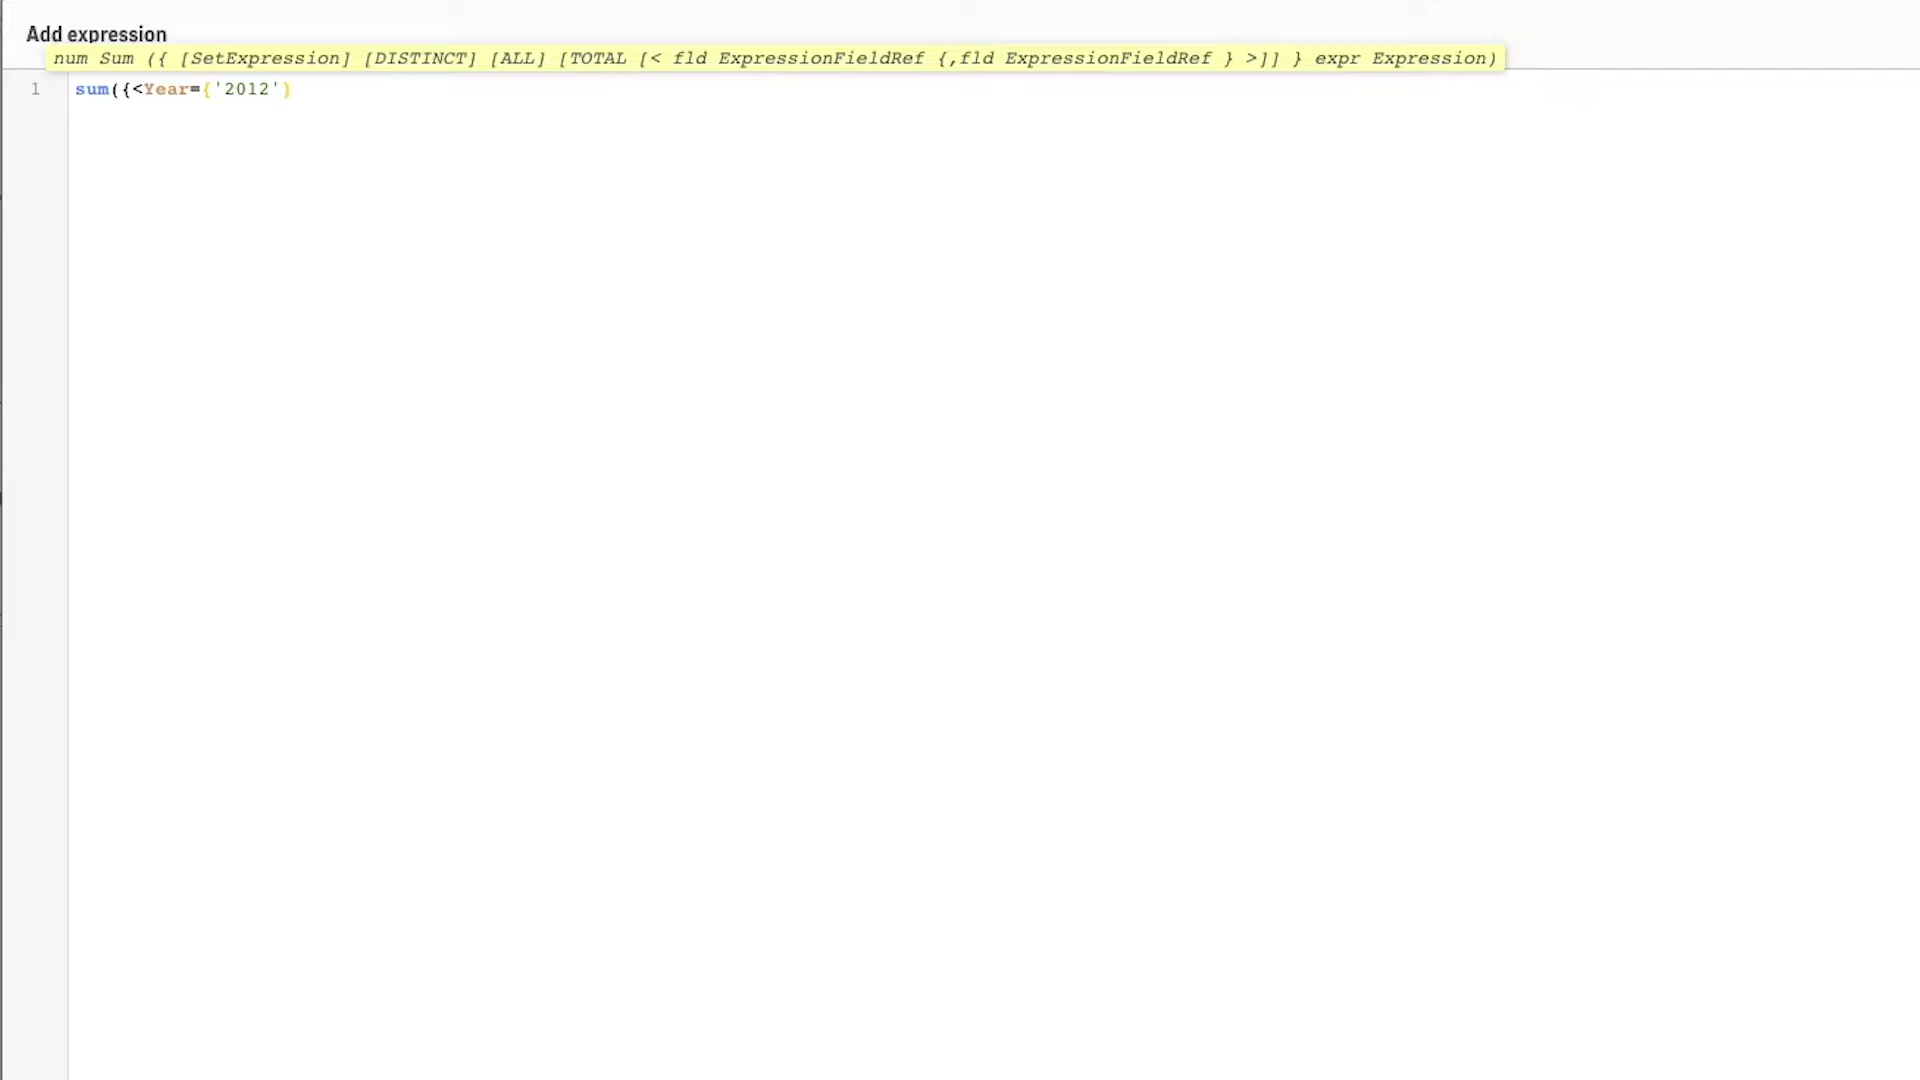 Add expression
num Sum ({ [SetExpression] [DISTINCT] [ALL] [TOTAL [< fld ExpressionFieldRef {,fld ExpressionFieldRef } >]] } expr Expression)
1 sum({<Year={'2012'}